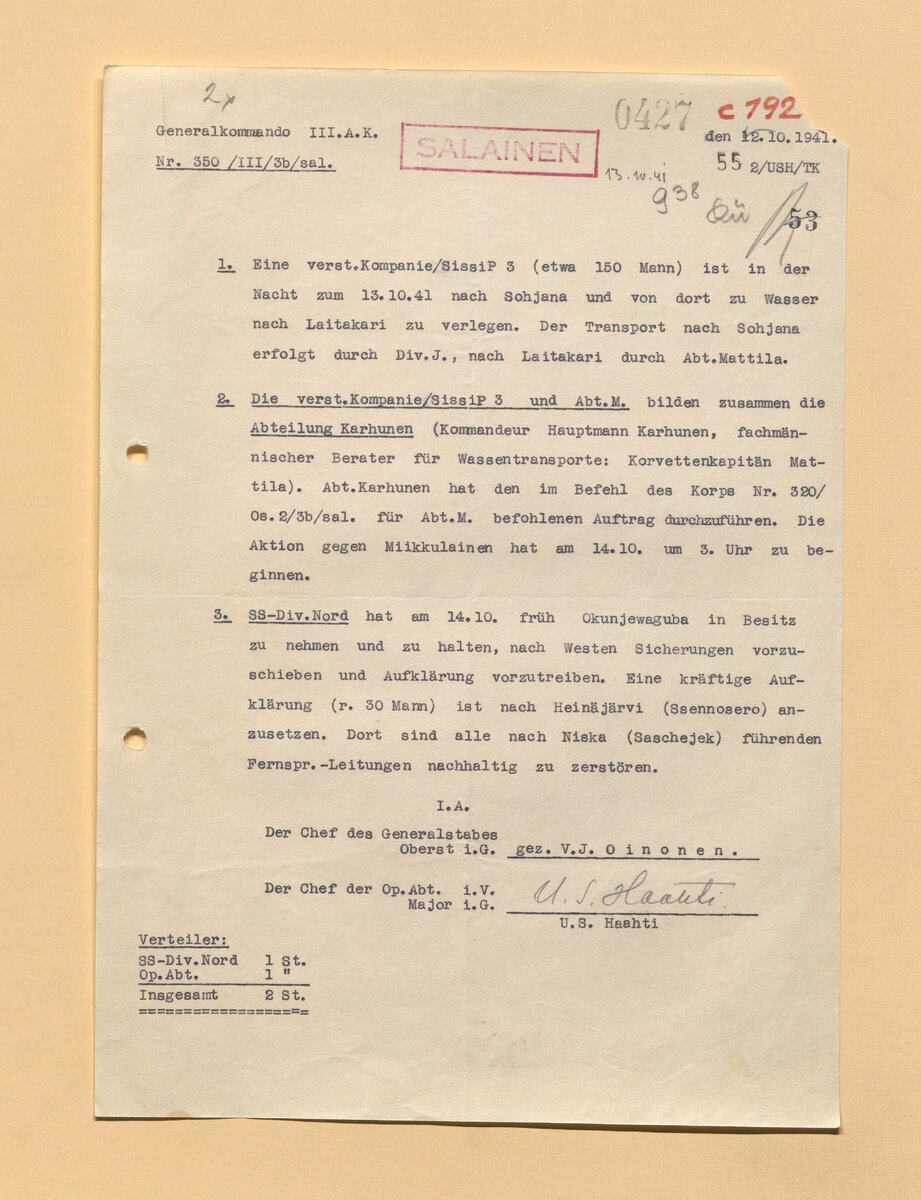 2x
0427
c 192
Generalkommando III.A.K.
SALAINEN
den 12.10.1941.
Nr. 350 /III/3b/sal.
13.10.41
55 2/USH/TK
9 38
53
1. Eine verst.Kompanie/SissiP 3 (etwa 150 Mann) ist in der
Nacht zum 13.10.41 nach Sohjana und von dort zu Wasser
nach Laitakari zu verlegen. Der Transport nach Sohjana
erfolgt durch Div.J., nach Laitakari durch Abt.Mattila.
2. Die verst.Kompanie/SissiP 3 und Abt.M. bilden zusammen die
Abteilung Karhunen (Kommandeur Hauptmann Karhunen, fachmän-
nischer Berater für Wassentransporte: Korvettenkapitän Mat-
tila). Abt.Karhunen hat den im Befehl des Korps Nr. 320/
Os.2/3b/sal. für Abt.M. befohlenen Auftrag durchzuführen. Die
Aktion gegen Miikkulainen hat am 14.10. um 3. Uhr zu be-
ginnen.
3. SS-Div.Nord hat am 14.10. früh Okunjewaguba in Besitz
zu nehmen und zu halten, nach Westen Sicherungen vorzu-
schieben und Aufklärung vorzutreiben. Eine kräftige Auf-
klärung (r. 30 Mann) ist nach Heinäjärvi (Ssennosero) an-
zusetzen. Dort sind alle nach Niska (Saschejek) führenden
Fernspr.-Leitungen nachhaltig zu zerstören.
I.A.
Der Chef des Generalstabes
Oberst i.G. gez. V.J. O i n o n e n .
Der Chef der Op.Abt. i.V.
Major i.G. U. S. Haahti
U.S. Haahti
Verteiler:
SS-Div.Nord 1 St.
Op.Abt. 1 "
Insgesamt 2 St.
==================